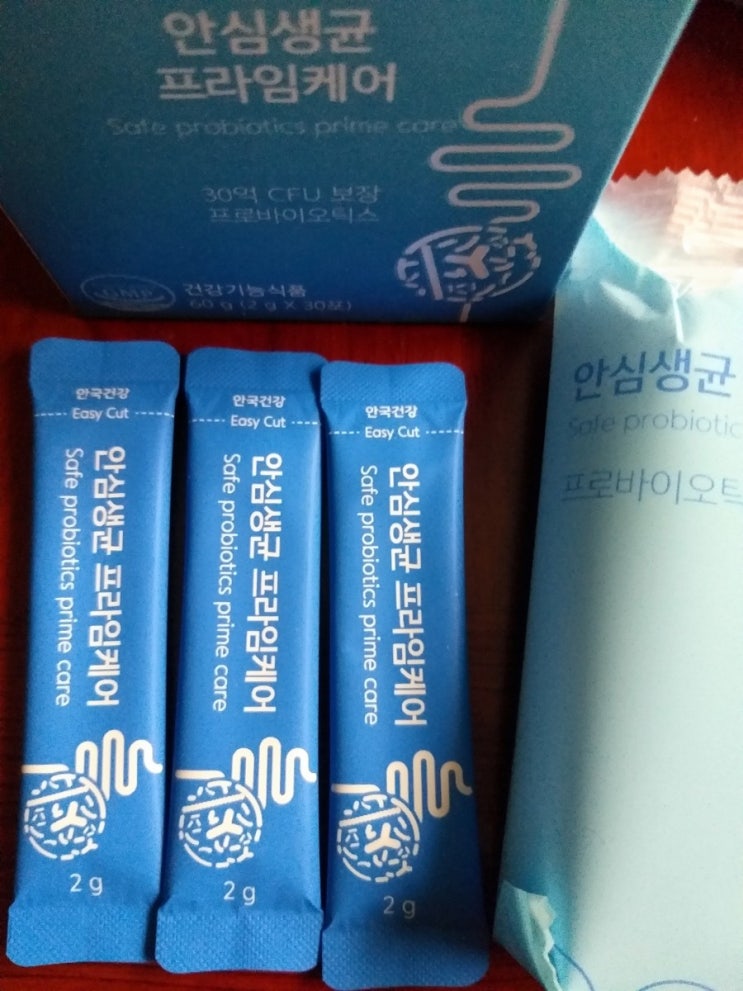 안심생균
프라임케어
Safe probiotics prime care
30억 CFU 보장
프로바이오틱스
GMP
건강기능식품
60 g (2 g X 30포)
안국건강
Easy Cut
안심생균 프라임케어
Safe probiotics prime care
2 g
안국건강
Easy Cut
안심생균 프라임케어
Safe probiotics prime care
2 g
안국건강
Easy Cut
안심생균 프라임케어
Safe probiotics prime care
2 g
안심생균
Safe probiotic
프로바이오틱